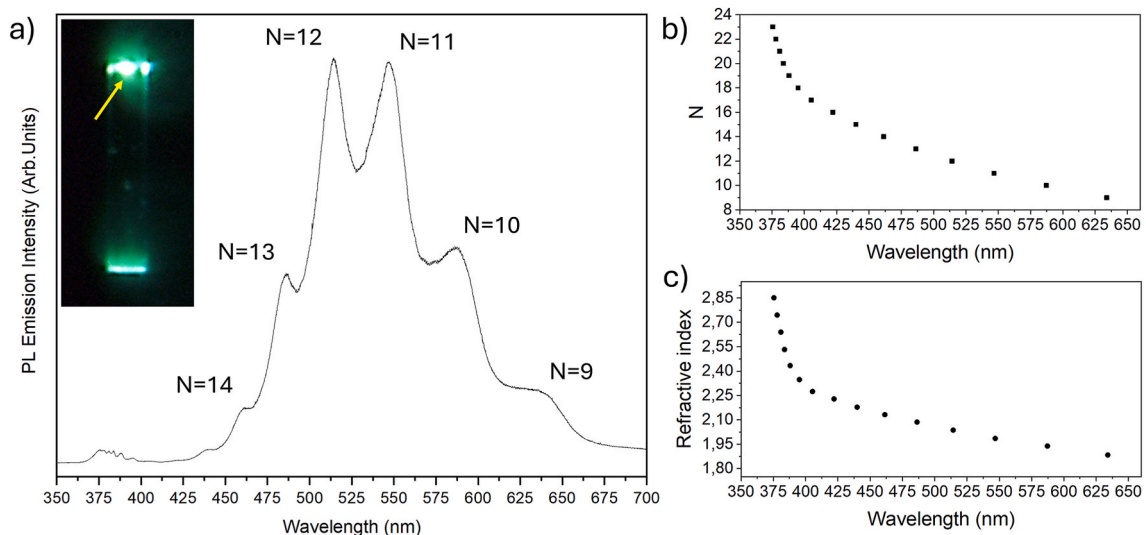 a)
N=12
N=11
N=10
N=13
N=14
N=9
PL Emission Intensity (Arb.Units)
350 375 400 425 450 475 500 525 550 575 600 625 650 675 700
Wavelength (nm)
b)
24
22
20
18
16
14
12
10
8
N
350 375 400 425 450 475 500 525 550 575 600 625 650
Wavelength (nm)
c)
2,85
2,70
2,55
2,40
2,25
2,10
1,95
1,80
Refractive index
350 375 400 425 450 475 500 525 550 575 600 625 650
Wavelength (nm)